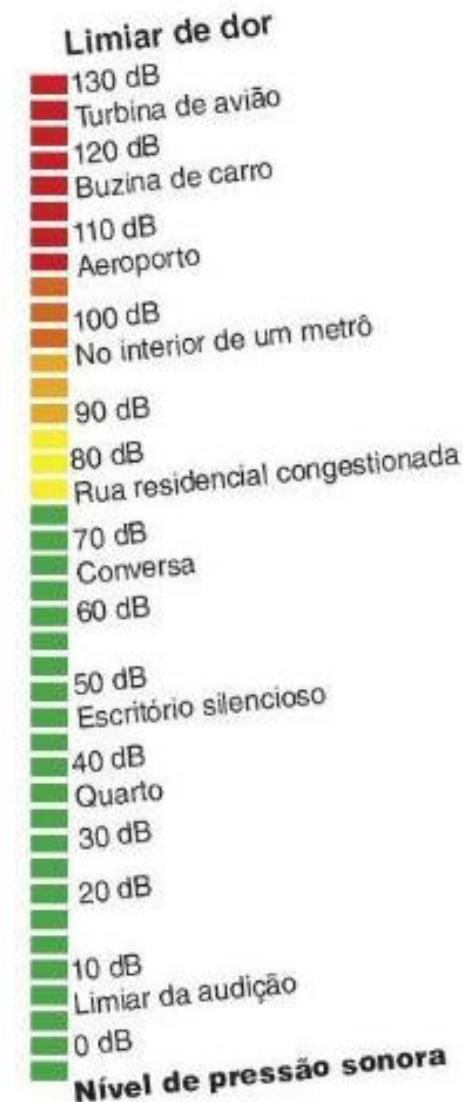 Limiar de dor
130 dB
Turbina de avião
120 dB
Buzina de carro
110 dB
Aeroporto
100 dB
No interior de um metrô
90 dB
80 dB
Rua residencial congestionada
70 dB
Conversa
60 dB
50 dB
Escritório silencioso
40 dB
Quarto
30 dB
20 dB
10 dB
Limiar da audição
0 dB
Nível de pressão sonora